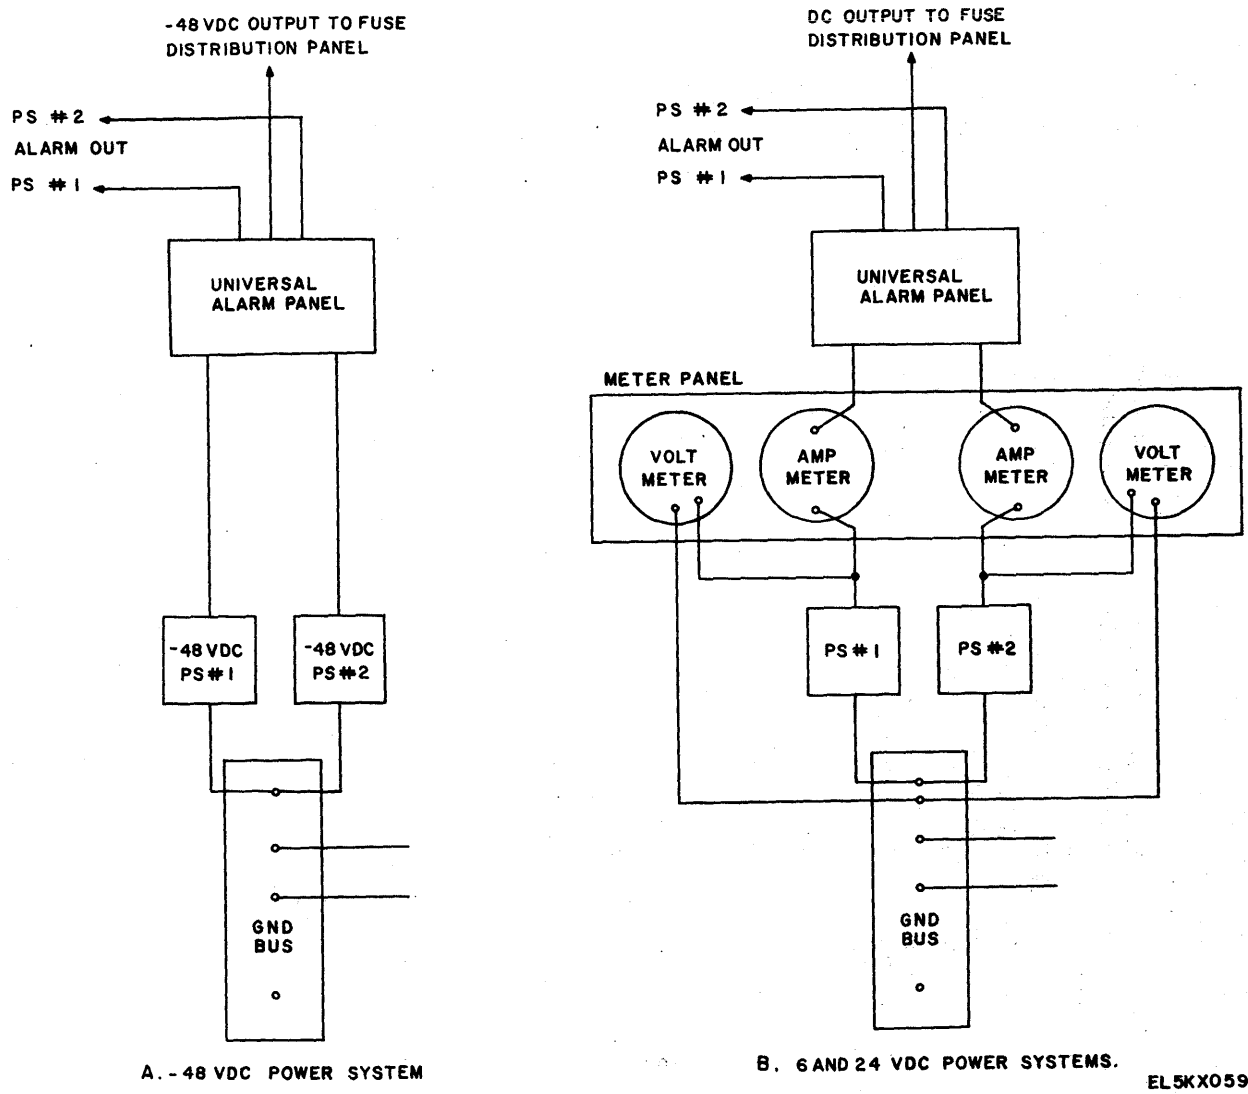 -48 VDC OUTPUT TO FUSE
DISTRIBUTION PANEL
PS #2
ALARM OUT
PS #1
UNIVERSAL
ALARM PANEL
-48 VDC
PS #1
-48 VDC
PS #2
GND
BUS
A. -48 VDC POWER SYSTEM
DC OUTPUT TO FUSE
DISTRIBUTION PANEL
PS #2
ALARM OUT
PS #1
UNIVERSAL
ALARM PANEL
METER PANEL
VOLT
METER
AMP
METER
AMP
METER
VOLT
METER
PS #1
PS #2
GND
BUS
B. 6 AND 24 VDC POWER SYSTEMS.
EL5KX059